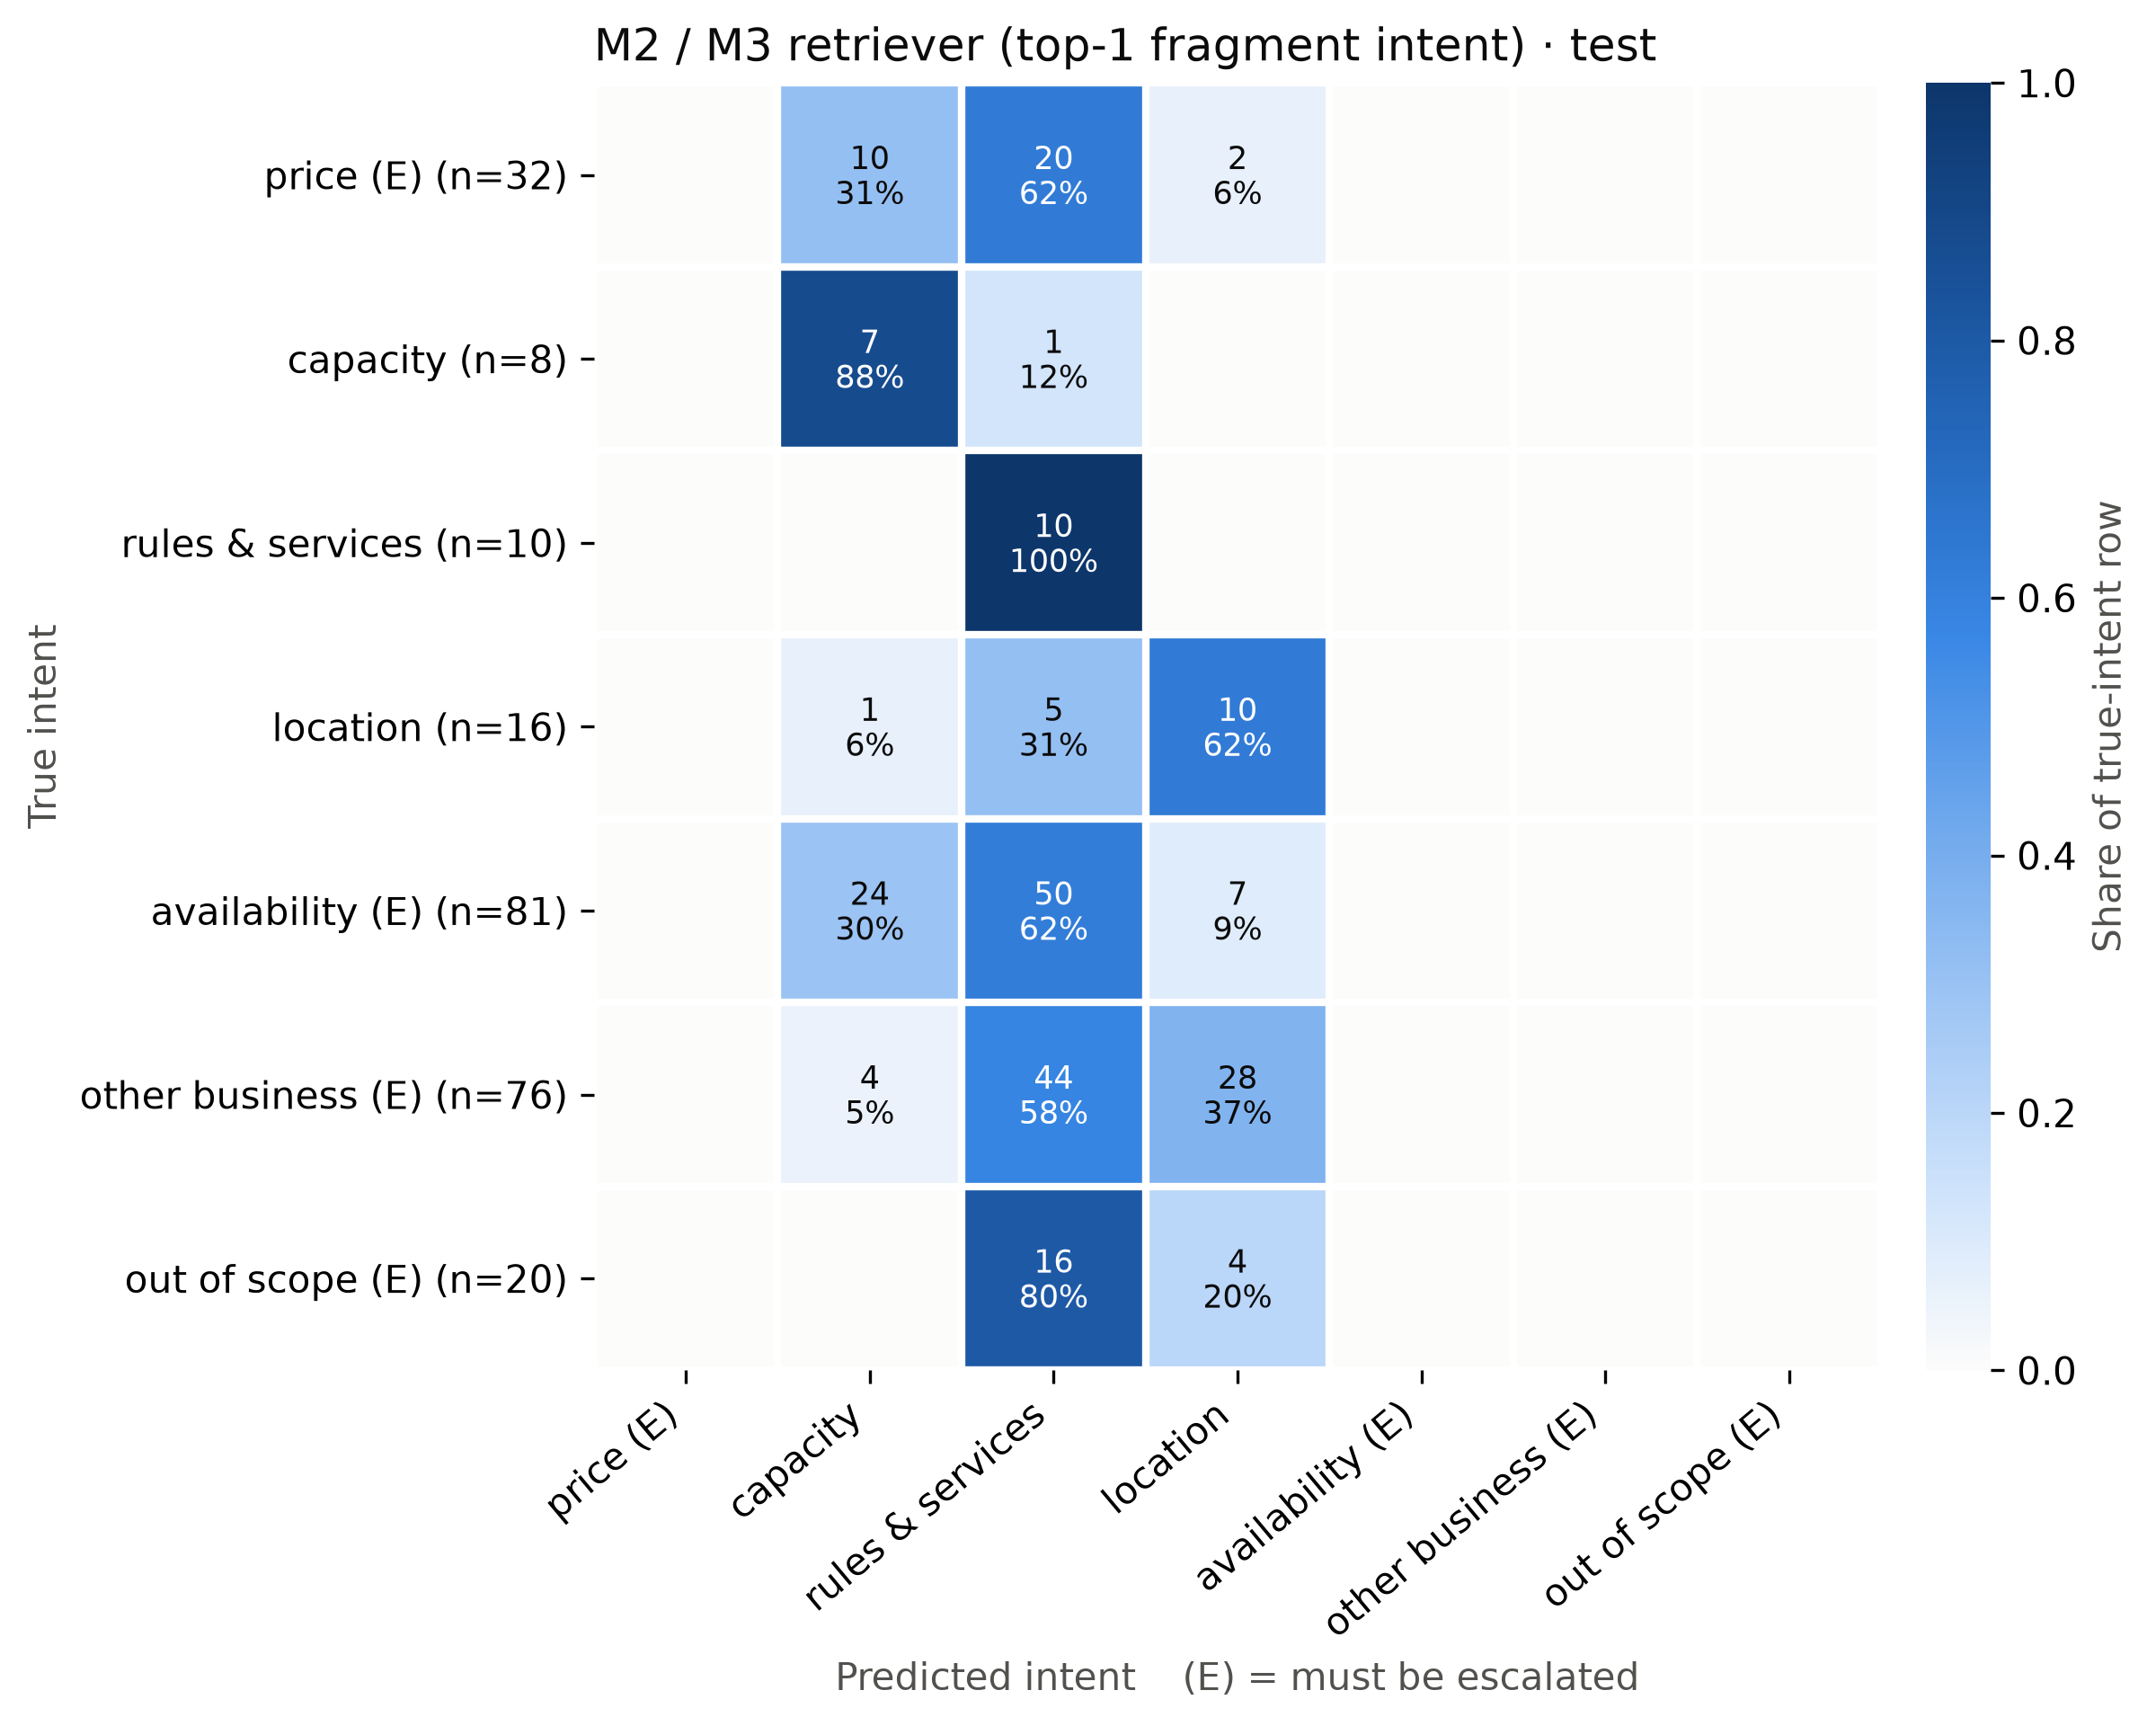 M2 / M3 retriever (top-1 fragment intent) · test
True intent
price (E) (n=32)
10
31%
20
62%
2
6%
capacity (n=8)
7
88%
1
12%
rules & services (n=10)
10
100%
location (n=16)
1
6%
5
31%
10
62%
availability (E) (n=81)
24
30%
50
62%
7
9%
other business (E) (n=76)
4
5%
44
58%
28
37%
out of scope (E) (n=20)
16
80%
4
20%
price (E)
capacity
rules & services
location
availability (E)
other business (E)
out of scope (E)
Predicted intent (E) = must be escalated
1.0
0.8
0.6
0.4
0.2
0.0
Share of true-intent row